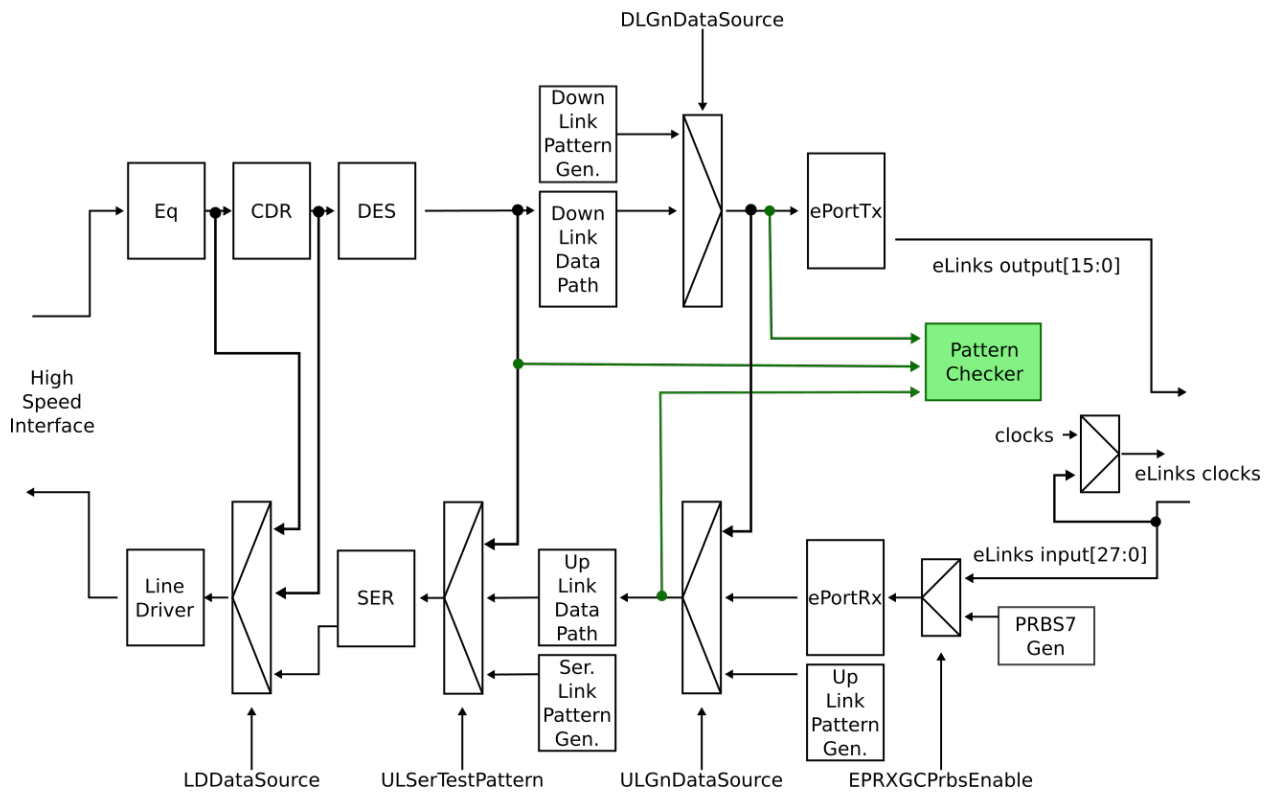 DLGnDataSource
Down
Link
Pattern
Gen.
Eq
CDR
DES
Down
Link
Data
Path
ePortTx
eLinks output[15:0]
Pattern
Checker
High
Speed
Interface
clocks
eLinks clocks
eLinks input[27:0]
Line
Driver
SER
Up
Link
Data
Path
ePortRx
PRBS7
Gen
Ser.
Link
Pattern
Gen.
Up
Link
Pattern
Gen.
LDDataSource
ULSerTestPattern
ULGnDataSource
EPRXGCPrbsEnable